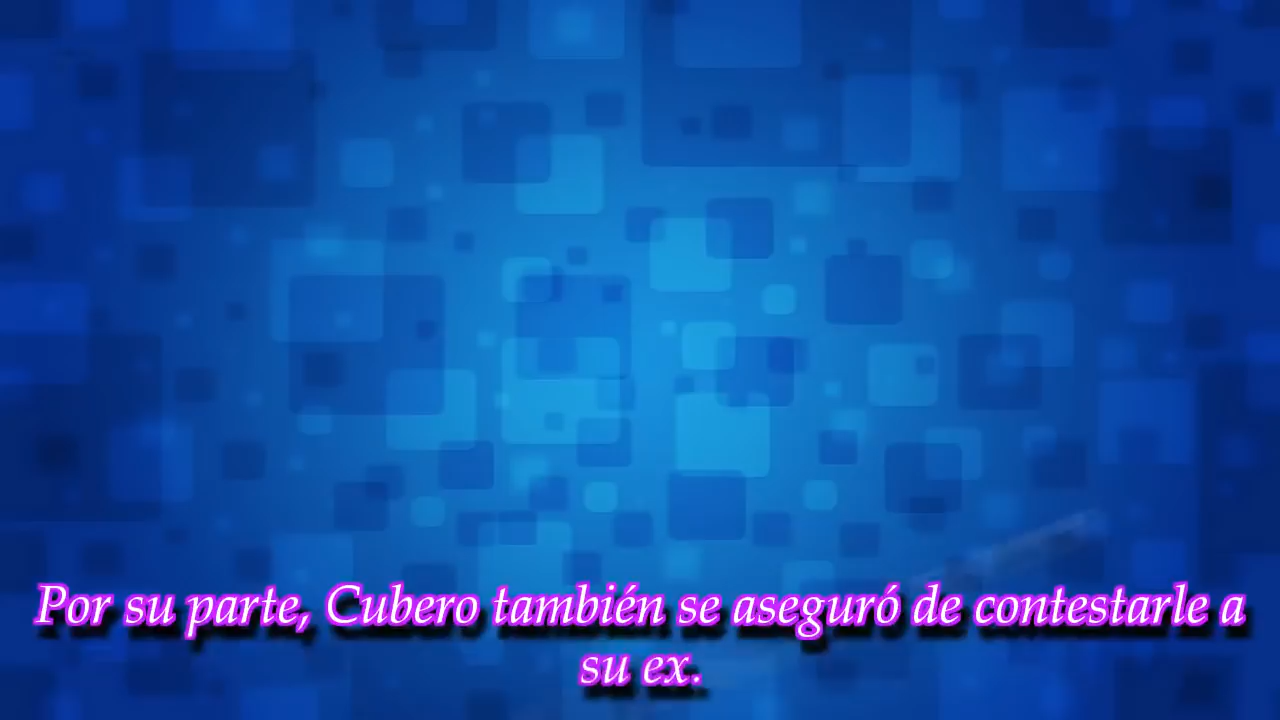 Por su parte, Cubero también se aseguró de contestarle a
su ex.